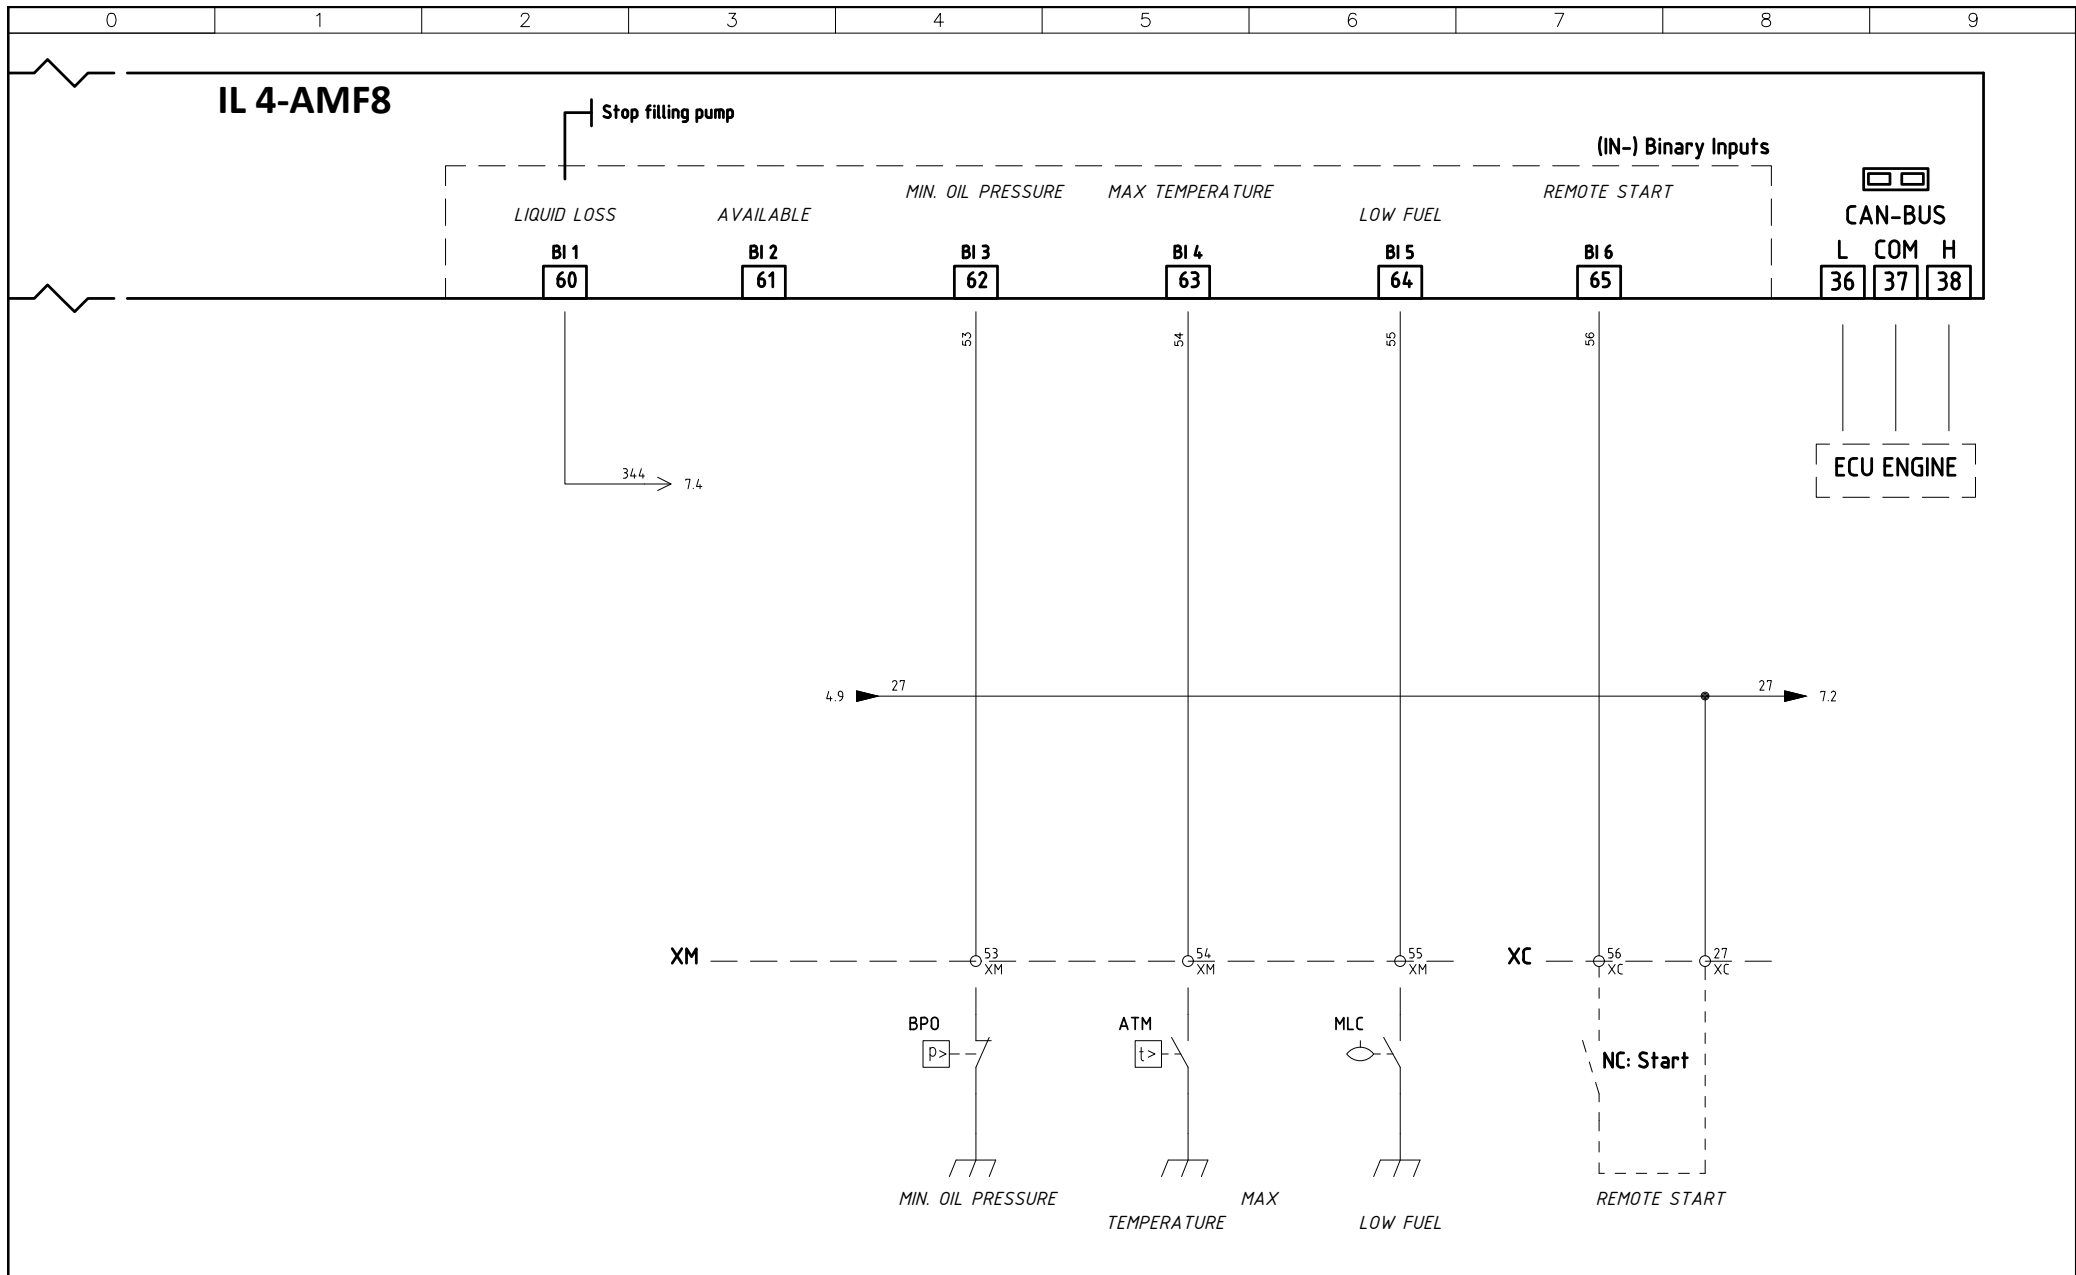 0 1 2 3 4 5 6 7 8 9
IL 4-AMF8
Stop filling pump
(IN-) Binary Inputs
MIN. OIL PRESSURE MAX TEMPERATURE REMOTE START
LIQUID LOSS AVAILABLE LOW FUEL
CAN-BUS
BI 1 BI 2 BI 3 BI 4 BI 5 BI 6 L COM H
60 61 62 63 64 65 36 37 38
53 54 55 56
ECU ENGINE
344 7.4
4.9 27 27 7.2
XM 53 54 55 XC 56 27
XM XM XM XC XC
BPO ATM MLC
p> t> NC: Start
MIN. OIL PRESSURE MAX REMOTE START
TEMPERATURE LOW FUEL